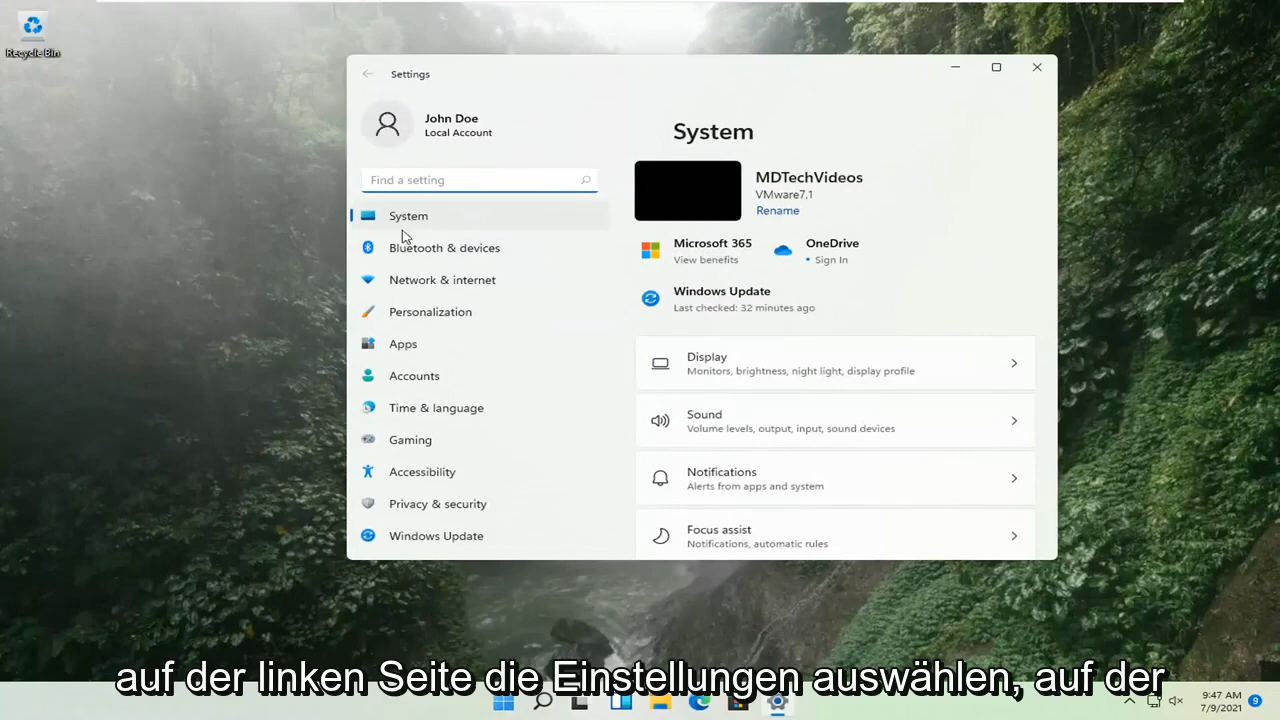 Recycle Bin
Settings
John Doe
Local Account
Find a setting
System
Bluetooth & devices
Network & internet
Personalization
Apps
Accounts
Time & language
Gaming
Accessibility
Privacy & security
Windows Update
System
MDTechVideos
VMware7,1
Rename
Microsoft 365
View benefits
OneDrive
• Sign In
Windows Update
Last checked: 32 minutes ago
Display
Monitors, brightness, night light, display profile
Sound
Volume levels, output, input, sound devices
Notifications
Alerts from apps and system
Focus assist
Notifications, automatic rules
auf der linken Seite die Einstellungen auswählen, auf der
9:47 AM
7/9/2021
9